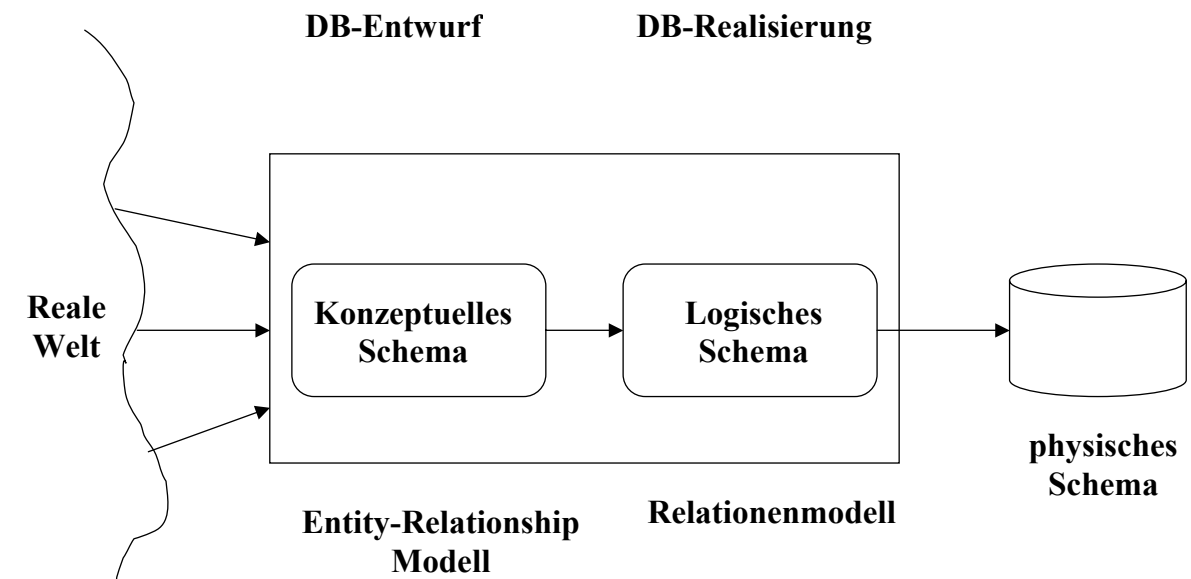 DB-Entwurf
DB-Realisierung
Reale
Welt
Konzeptuelles
Schema
Logisches
Schema
physisches
Schema
Entity-Relationship
Modell
Relationenmodell